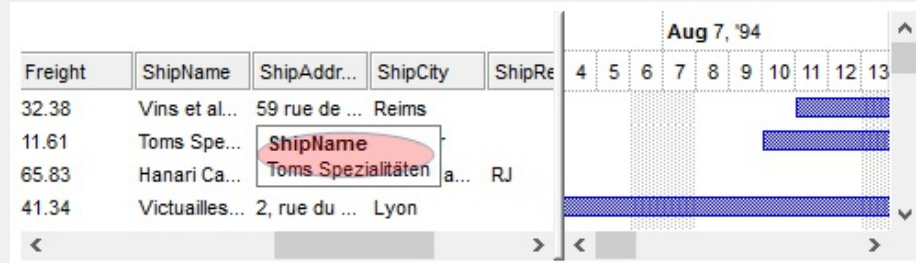 Aug 7, '94
Freight ShipName ShipAddr... ShipCity ShipRe 4 5 6 7 8 9 10 11 12 13
32.38 Vins et al... 59 rue de ... Reims
11.61 Toms Spe...
ShipName
Toms Spezialitäten
65.83 Hanari Ca... a... RJ
41.34 Victuailles... 2, rue du ... Lyon